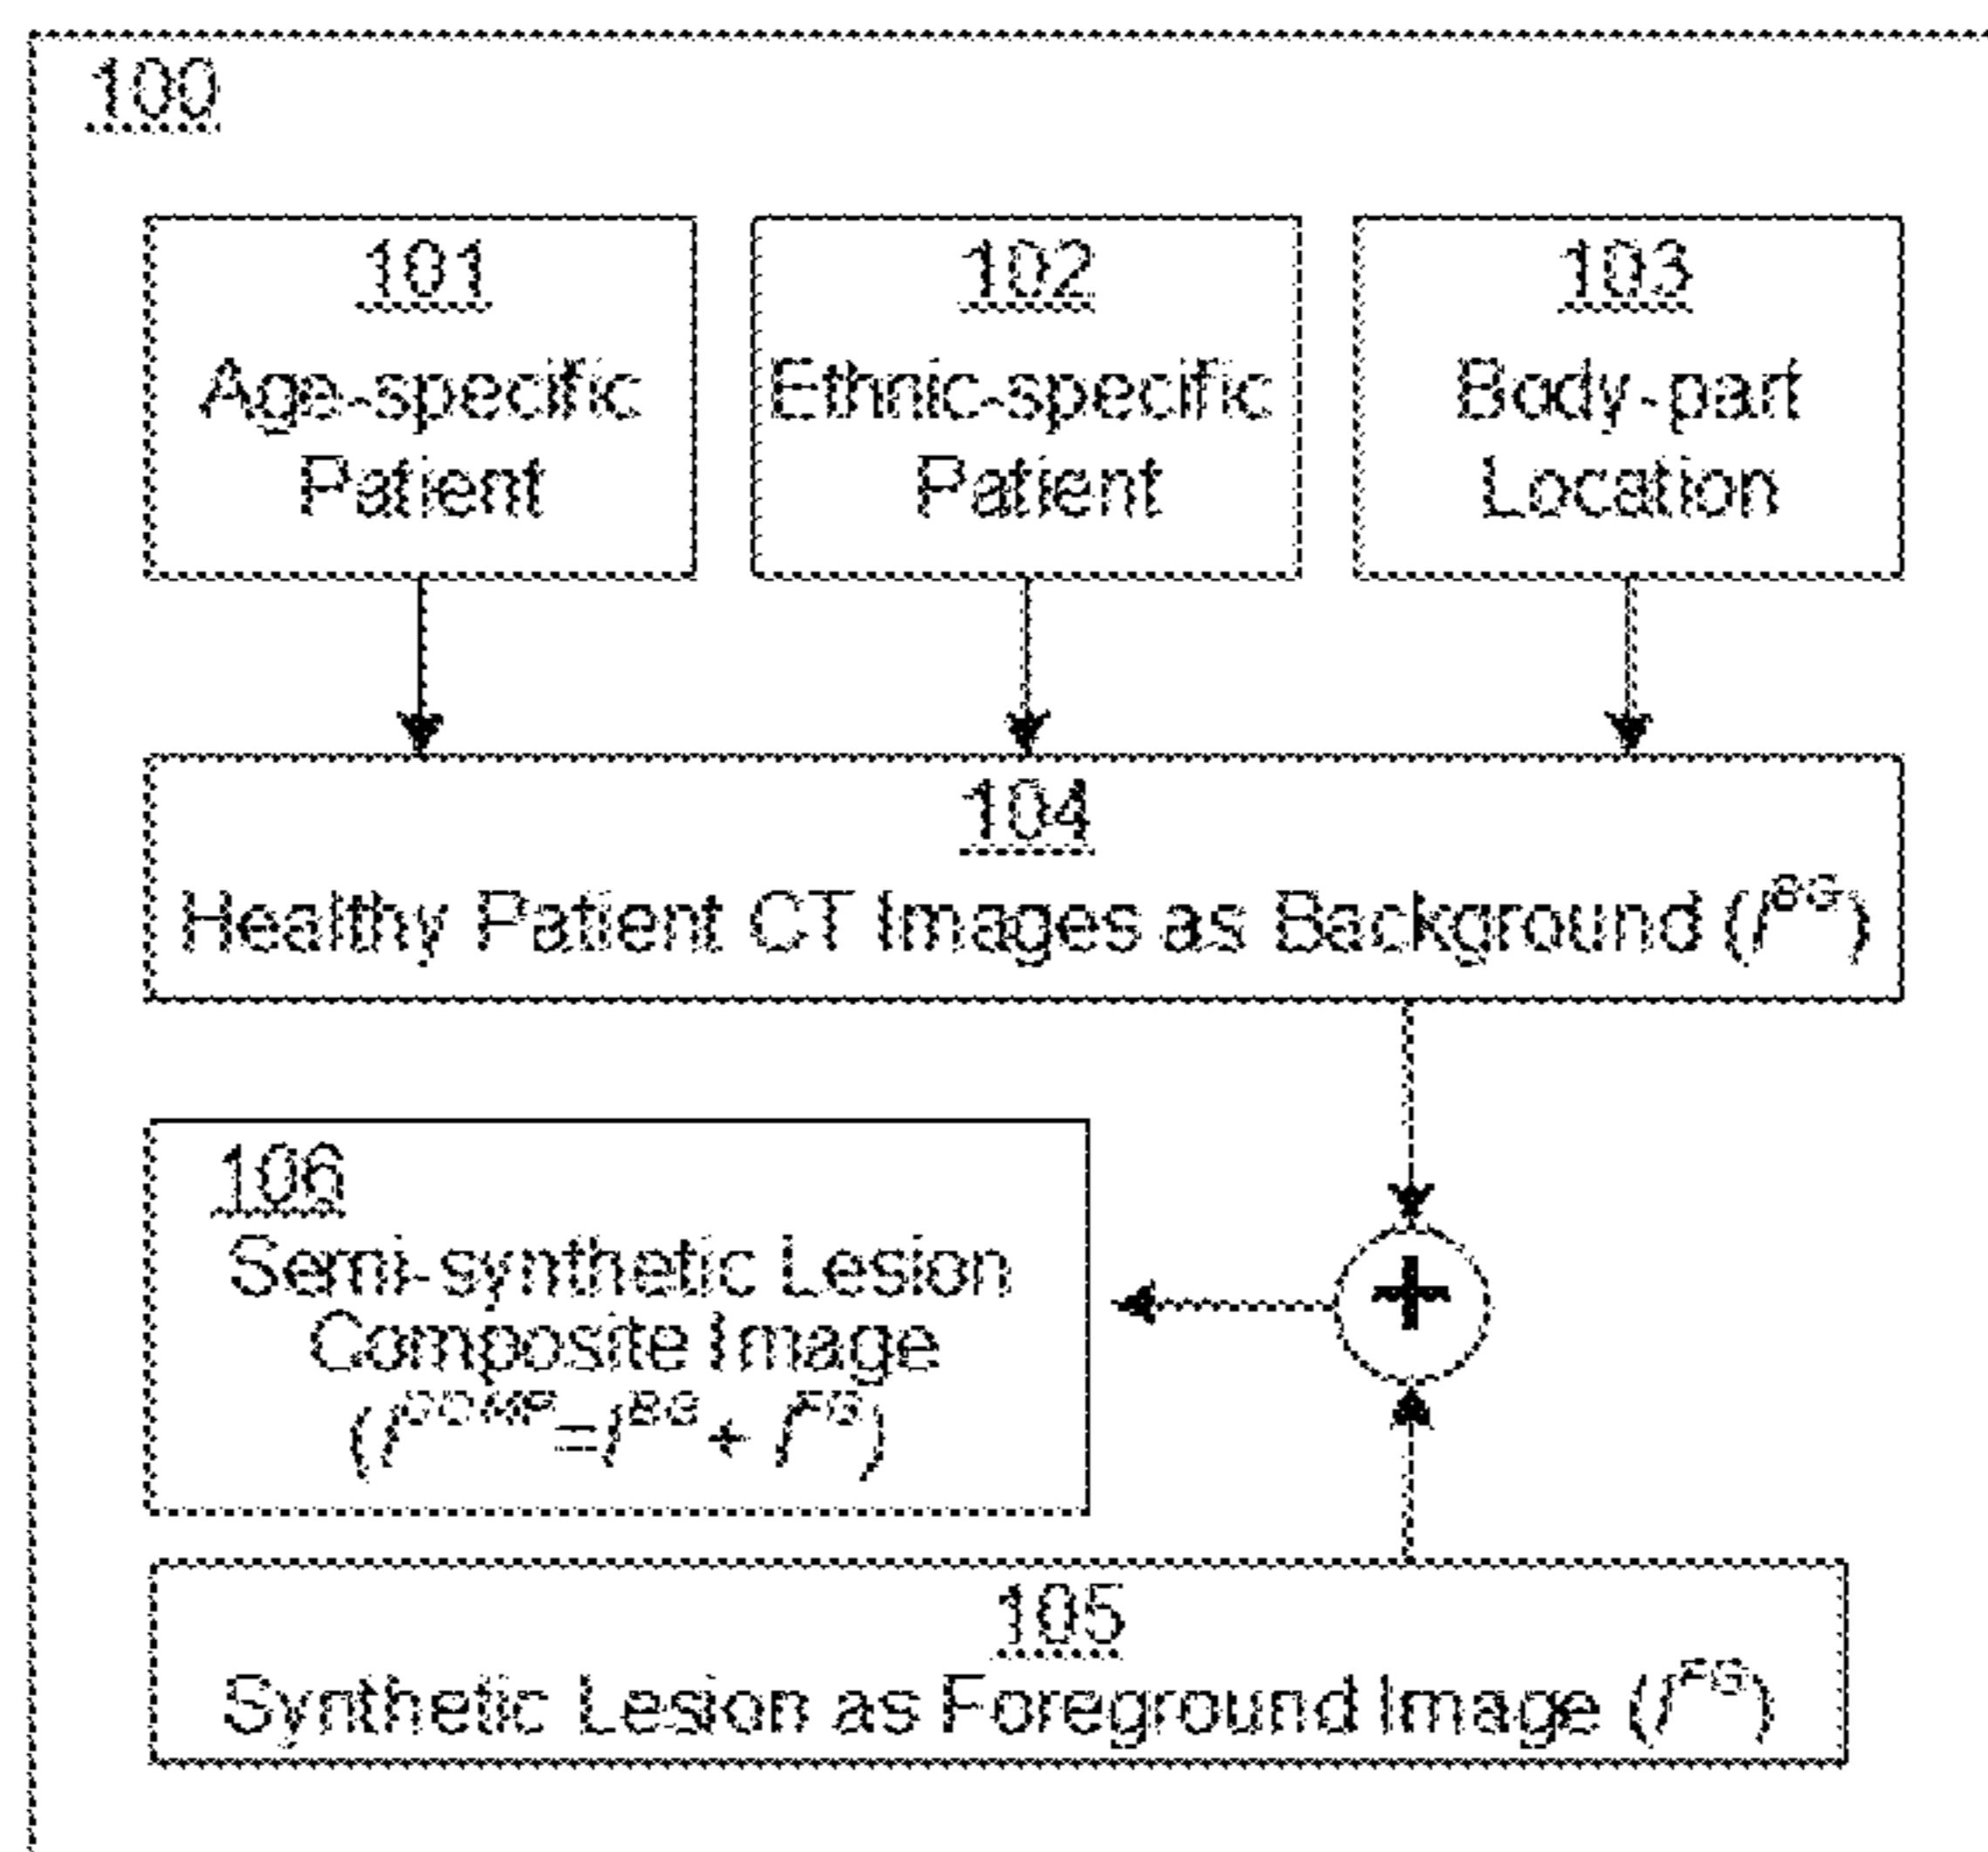 100
101
Age-specific
Patient
102
Ethnic-specific
Patient
103
Body-part
Location
104
Healthy Patient CT Images as Background (I^BG)
+
106
Semi-synthetic Lesion
Composite Image
(I^COMP=I^BG + I^FG)
105
Synthetic Lesion as Foreground Image (I^FG)